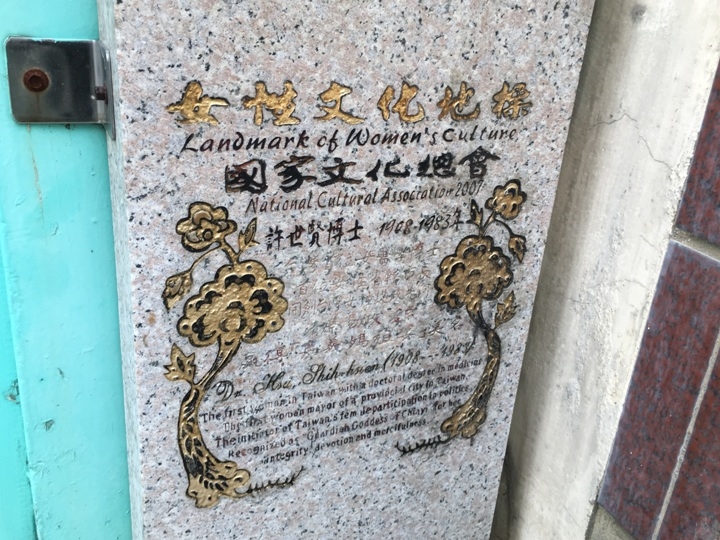 女性文化地標
Landmark of Women's Culture
國家文化總會
National Cultural Association 2007
許世賢博士 1908-1983年
Dr. Hsu, Shih-hsien (1908---1983)
The first woman in Taiwan with a doctoral degree in medicine
The first woman mayor of a provincial city in Taiwan
The initiator of Taiwan's female participation in politics
Recognized as "Guardian Goddess of CMayi" for her
integrity, devotion and mercifulness